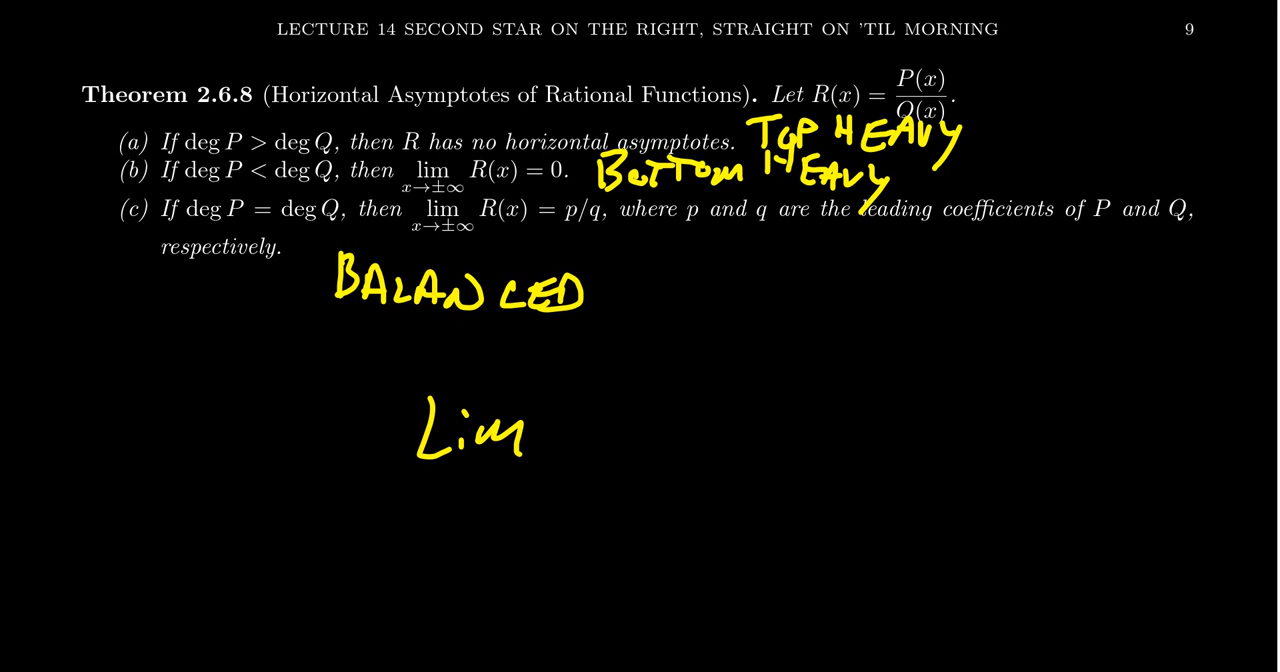 LECTURE 14 SECOND STAR ON THE RIGHT, STRAIGHT ON 'TIL MORNING 9
Theorem 2.6.8 (Horizontal Asymptotes of Rational Functions). Let R(x) = P(x)/Q(x).
(a) If deg P > deg Q, then R has no horizontal asymptotes. TOP HEAVY
(b) If deg P < deg Q, then lim x→±∞ R(x) = 0. BOTTOM HEAVY
(c) If deg P = deg Q, then lim x→±∞ R(x) = p/q, where p and q are the leading coefficients of P and Q,
respectively.
BALANCED
Lim